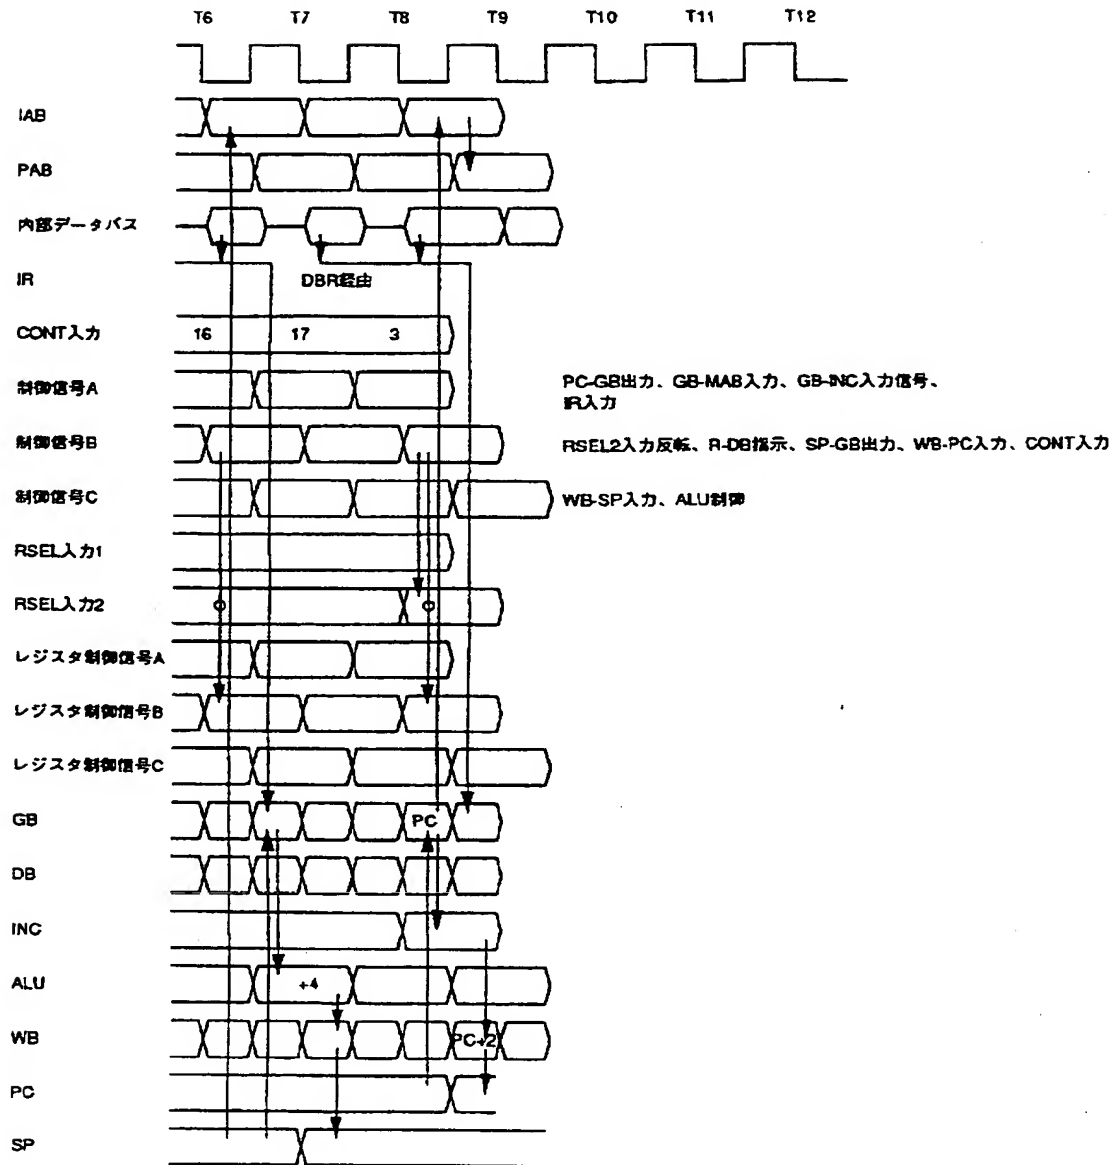 T6 T7 T8 T9 T10 T11 T12
IAB
PAB
内部データバス
IR DBR経由
CONT入力 16 17 3
制御信号A PC-GB出力、GB-MAB入力、GB-INC入力信号、
IR入力
制御信号B RSEL2入力反転、R-DB指示、SP-GB出力、WB-PC入力、CONT入力
制御信号C WB-SP入力、ALU制御
RSEL入力1
RSEL入力2
レジスタ制御信号A
レジスタ制御信号B
レジスタ制御信号C
GB PC
DB
INC
ALU +4
WB PC+2
PC
SP